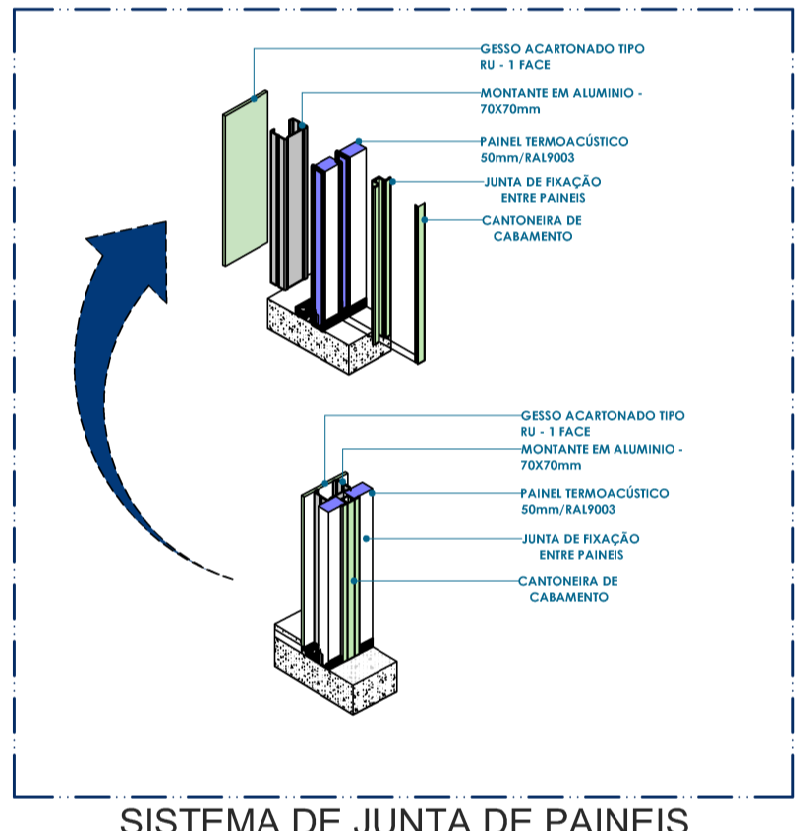 GESSO ACARTONADO TIPO
RU - 1 FACE
MONTANTE EM ALUMINIO -
70X70mm
PAINEL TERMOACÚSTICO
50mm/RAL9003
JUNTA DE FIXAÇÃO
ENTRE PAINEIS
CANTONEIRA DE
CABAMENTO
GESSO ACARTONADO TIPO
RU - 1 FACE
MONTANTE EM ALUMINIO -
70X70mm
PAINEL TERMOACÚSTICO
50mm/RAL9003
JUNTA DE FIXAÇÃO
ENTRE PAINEIS
CANTONEIRA DE
CABAMENTO
SISTEMA DE JUNTA DE PAINEIS